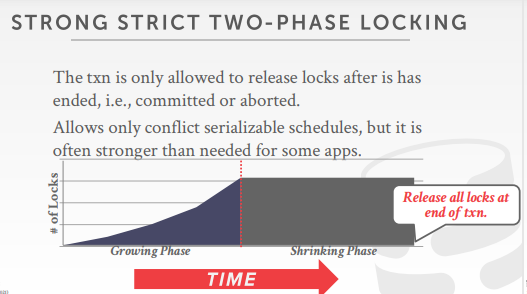 STRONG STRICT TWO-PHASE LOCKING
The txn is only allowed to release locks after is has
ended, i.e., committed or aborted.
Allows only conflict serializable schedules, but it is
often stronger than needed for some apps.
# of Locks
Release all locks at
end of txn.
Growing Phase
Shrinking Phase
TIME